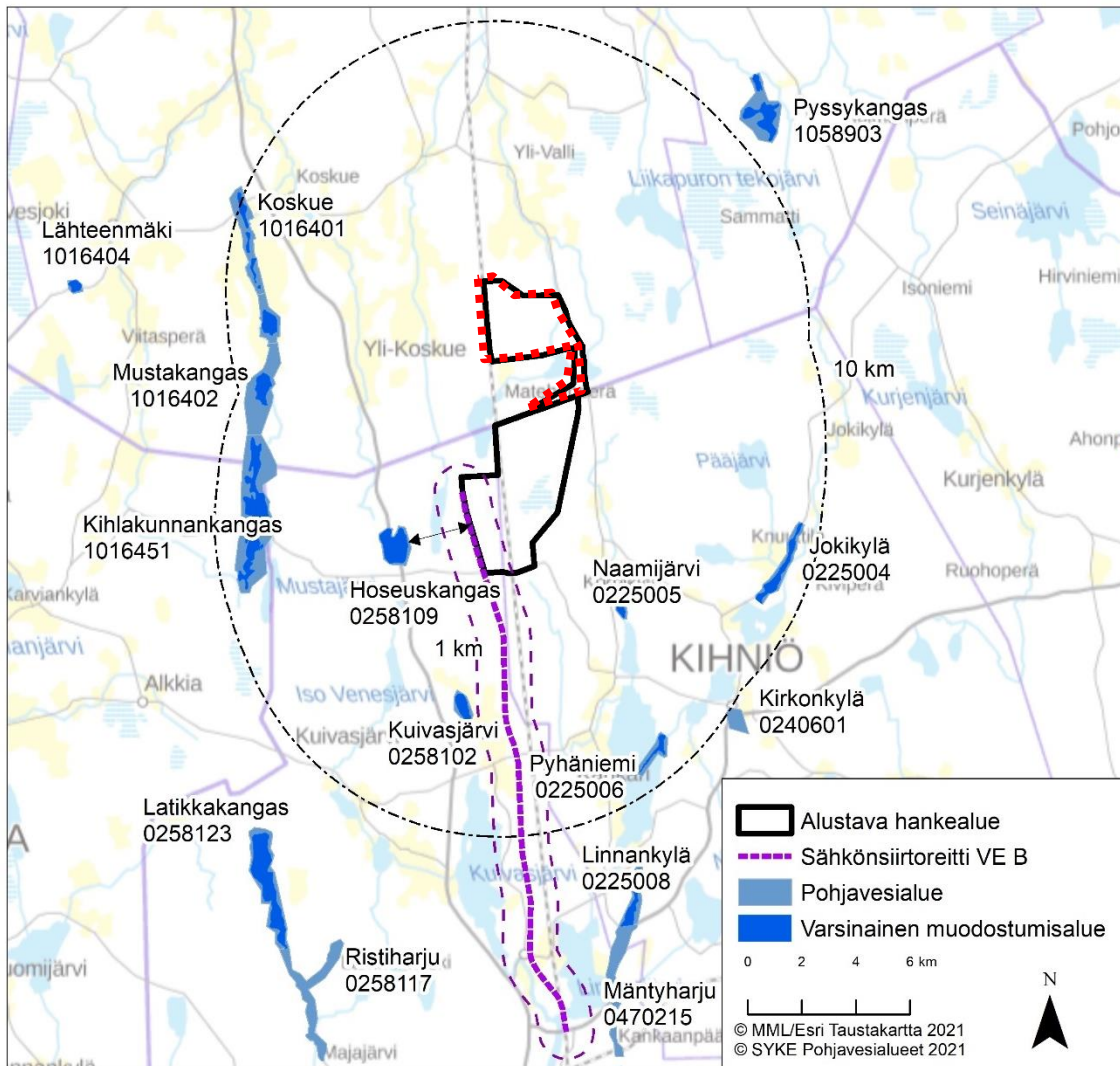 Pyssykangas
1058903
Yli-Valli
Koskue
Liikapuron tekojärvi
Sammatti
Seinäjärvi
Koskue
1016401
Lähteenmäki
1016404
Hirviniemi
Isoniemi
Viitasperä
Yli-Koskue
Mustakangas
1016402
10 km
Kurjenjärvi
Jokikylä
Pääjärvi
Kurjenkylä
Kihlakunnankangas
1016451
Jokikylä
0225004
Ruohoperä
Naamijärvi
0225005
Hoseuskangas
0258109
Karviankylä
KIHNIÖ
1 km
Alkkia
Iso Venesjärvi
Kirkonkylä
0240601
Kuivasjärvi
0258102
Pyhäniemi
0225006
Latikkakangas
0258123
Kuivasjärvi
Linnankylä
0225008
Ristiharju
0258117
Mäntyharju
0470215
Kankaanpää
Majajärvi
Alustava hankealue
Sähkönsiirtoreitti VE B
Pohjavesialue
Varsinainen muodostumisalue
0 2 4 6 km
N
© MML/Esri Taustakartta 2021
© SYKE Pohjavesialueet 2021